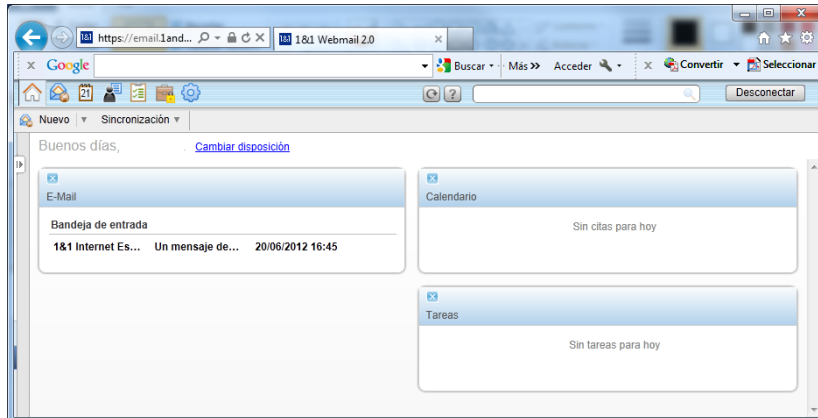 https://email.1and... 1&1 Webmail 2.0
Google Buscar Más >> Acceder Convertir Seleccionar
21 ? Desconectar
Nuevo Sincronización
Buenos días, Cambiar disposición
E-Mail
Bandeja de entrada
1&1 Internet Es... Un mensaje de... 20/06/2012 16:45
Calendario
Sin citas para hoy
Tareas
Sin tareas para hoy